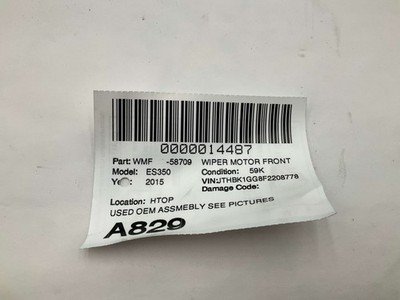 0000014487
Part: WMF -58709 WIPER MOTOR FRONT
Model: ES350 Condition: 59K
Year: 2015 VIN:JTHBK1GG8F2208778
Damage Code:
Location: HTOP
USED OEM ASSMEBLY SEE PICTURES
A829